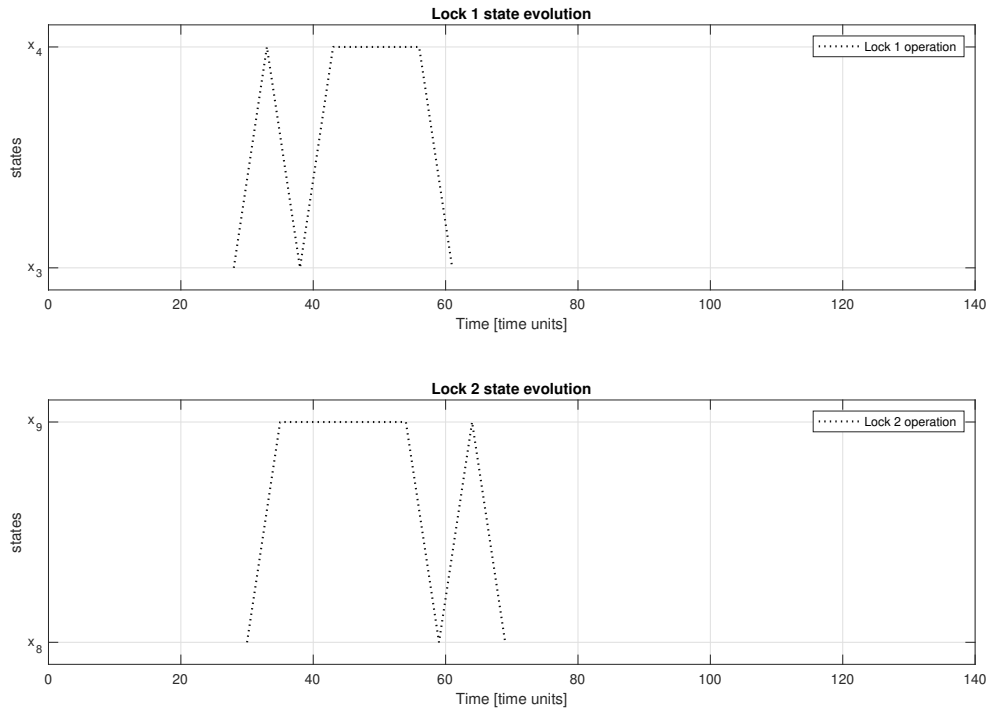 Lock 1 state evolution
x4
Lock 1 operation
states
x3
0 20 40 60 80 100 120 140
Time [time units]
Lock 2 state evolution
x9
Lock 2 operation
states
x8
0 20 40 60 80 100 120 140
Time [time units]